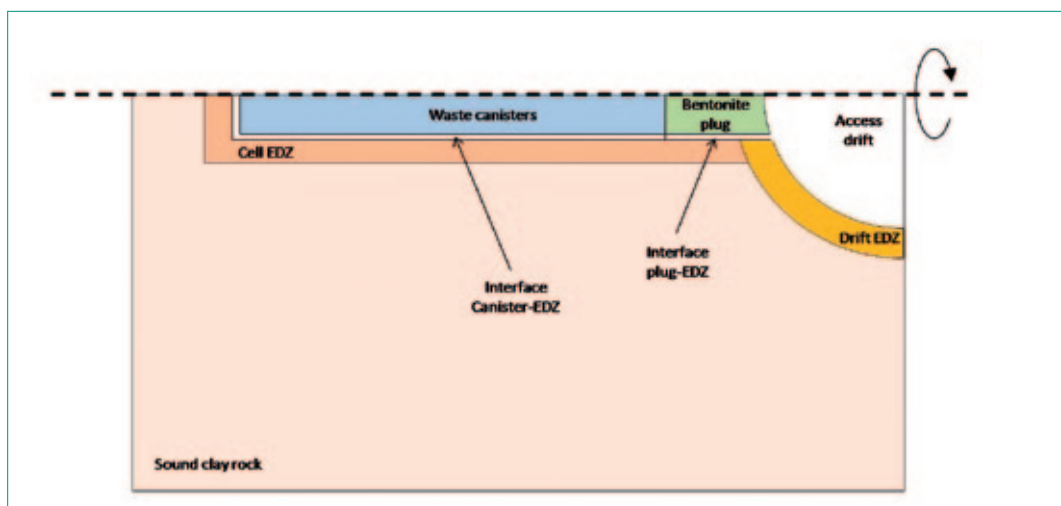 Waste canisters
Bentonite
plug
Access
drift
Cell EDZ
Drift EDZ
Interface
plug-EDZ
Interface
Canister-EDZ
Sound clay rock